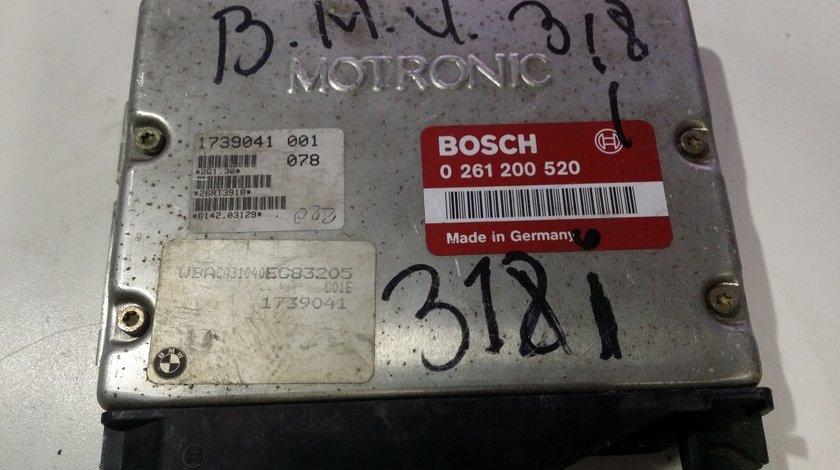 B.M.W. 318 i
MOTRONIC
1739041 001
078
*261.30*
*26RT3918*
*6142.03129*
BOSCH
0 261 200 520
Made in Germany
WBACA31040EG83205
C01E
1739041
BMW
318i